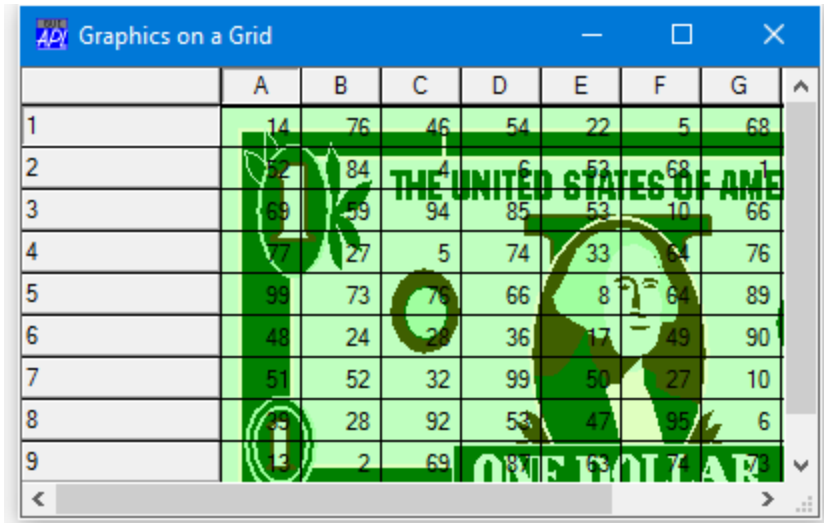 GUI API Graphics on a Grid
A B C D E F G
1 14 76 46 54 22 5 68
2 52 84 4 6 53 68 1
THE UNITED STATES OF AME
3 69 59 94 85 53 10 66
4 77 27 5 74 33 64 76
5 99 73 76 66 8 64 89
6 48 24 28 36 17 49 90
7 51 52 32 99 50 27 10
8 39 28 92 53 47 95 6
9 13 2 69 87 63 74 73
ONE DOLLAR